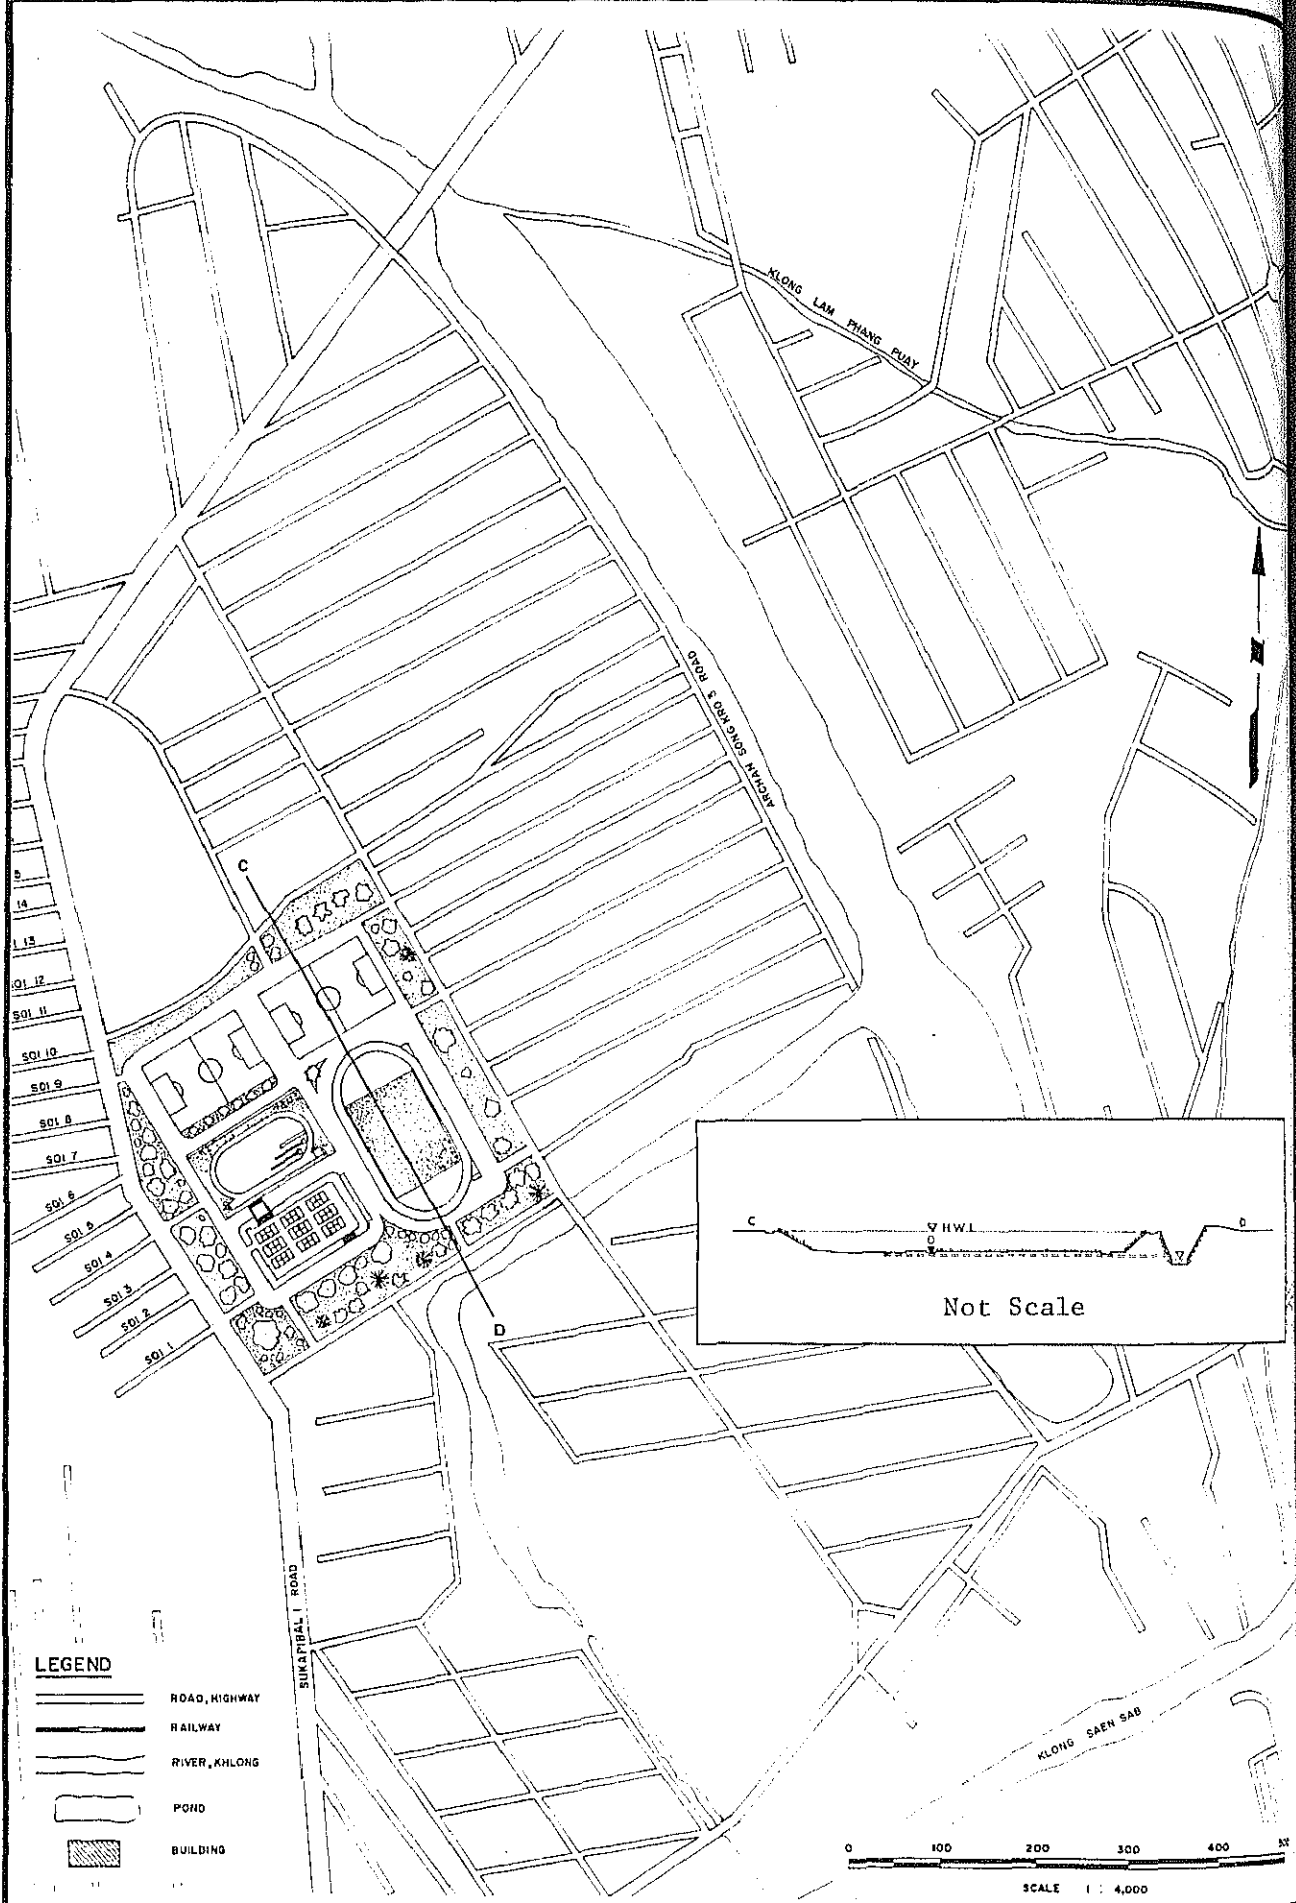 KLONG LAM PHANG PUAY
N
ARCHAN SONG KRO 3 ROAD
C
5
14
13
SOI 12
SOI 11
SOI 10
SOI 9
SOI 8
SOI 7
SOI 6
SOI 5
SOI 4
SOI 3
SOI 2
SOI 1
D
C
H.W.L
D
Not Scale
SUKAPIBAL 1 ROAD
KLONG SAEN SAB
LEGEND
ROAD, HIGHWAY
RAILWAY
RIVER, KHLONG
POND
BUILDING
0 100 200 300 400
SCALE 1 : 4,000